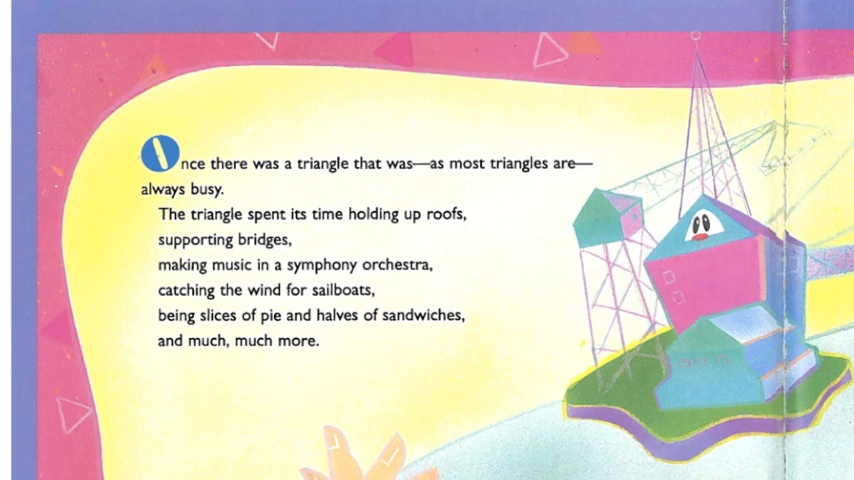 Once there was a triangle that was—as most triangles are—
always busy.
The triangle spent its time holding up roofs,
supporting bridges,
making music in a symphony orchestra,
catching the wind for sailboats,
being slices of pie and halves of sandwiches,
and much, much more.